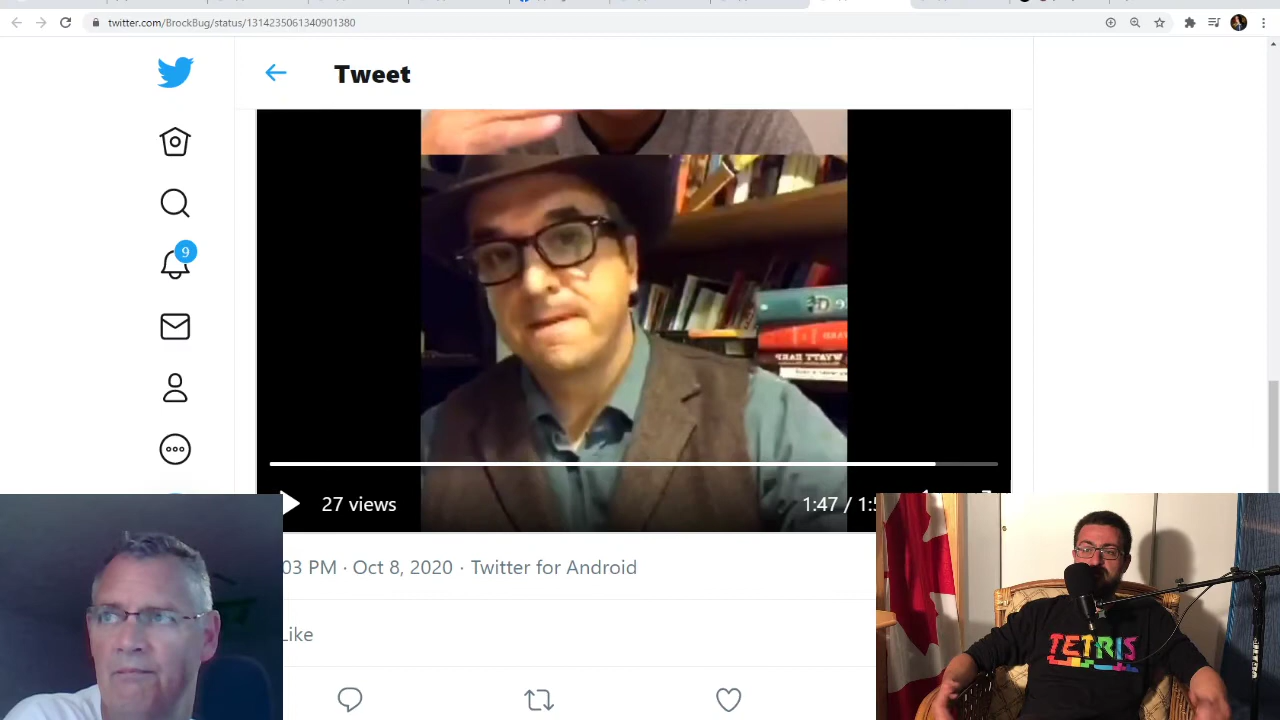 twitter.com/BrockBug/status/1314235061340901380
Tweet
9
27 views
1:47 / 1:5
03 PM · Oct 8, 2020 · Twitter for Android
Like
TETRIS